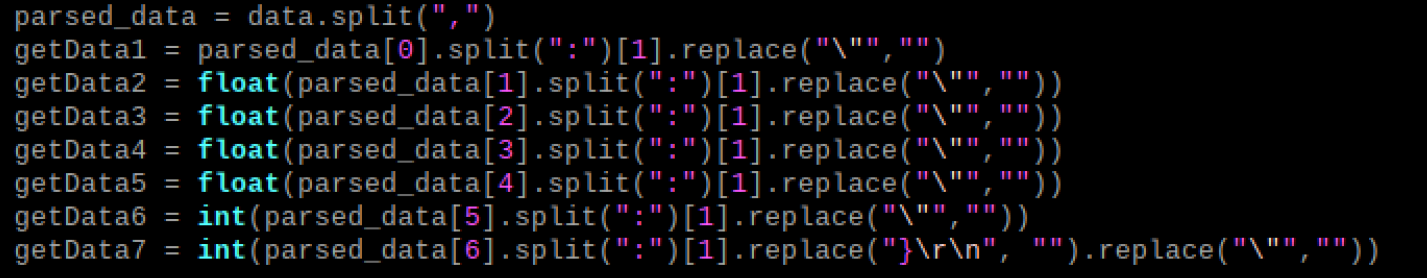 parsed_data = data.split(",")
getData1 = parsed_data[0].split(":")[1].replace("\"","")
getData2 = float(parsed_data[1].split(":")[1].replace("\"",""))
getData3 = float(parsed_data[2].split(":")[1].replace("\"",""))
getData4 = float(parsed_data[3].split(":")[1].replace("\"",""))
getData5 = float(parsed_data[4].split(":")[1].replace("\"",""))
getData6 = int(parsed_data[5].split(":")[1].replace("\"",""))
getData7 = int(parsed_data[6].split(":")[1].replace("}\r\n", "").replace("\"",""))